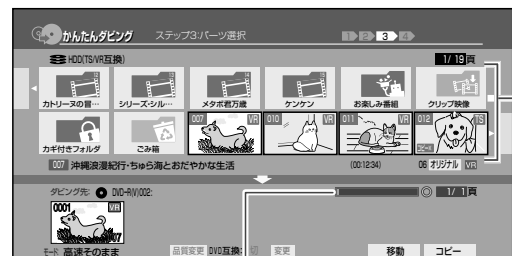 かんたんダビング ステップ3:パーツ選択 1 2 3 4
HDD(TS/VR互換) 1/19頁
カトリーヌの冒… シリーズ・シル… メタボ君万歳 ケンケン お楽しみ番組 クリップ映像
カギ付きフォルダ ごみ箱 007 VR 010 VR 011 VR 012 TS
コピー
007 沖縄浪漫紀行・ちゅら海とおだやかな生活 (00:12:34) 06 オリジナル VR
ダビング先: DVD-R(V)002: 1/1頁
0001 VR
007
モード 高速そのまま 品質変更 DVD互換: 切 変更 移動 コピー